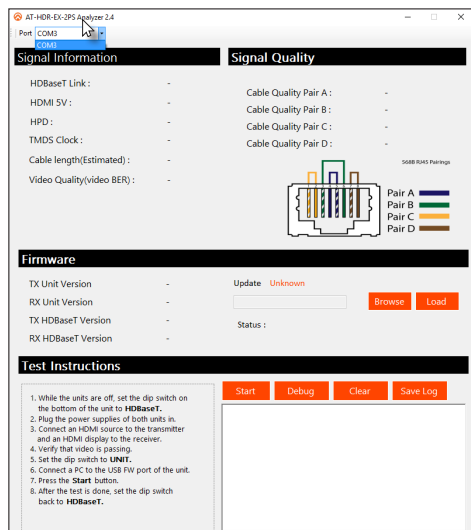 AT-HDR-EX-2PS Analyzer 2.4
Port COM3
COM3
Signal Information
HDBaseT Link : -
HDMI 5V : -
HPD : -
TMDS Clock : -
Cable length(Estimated) : -
Video Quality(video BER) : -
Signal Quality
Cable Quality Pair A : -
Cable Quality Pair B : -
Cable Quality Pair C : -
Cable Quality Pair D : -
568B RJ45 Pairings
Pair A
Pair B
Pair C
Pair D
Firmware
TX Unit Version -
RX Unit Version -
TX HDBaseT Version -
RX HDBaseT Version -
Update Unknown
Browse Load
Status :
Test Instructions
1. While the units are off, set the dip switch on
the bottom of the unit to HDBaseT.
2. Plug the power supplies of both units in.
3. Connect an HDMI source to the transmitter
and an HDMI display to the receiver.
4. Verify that video is passing.
5. Set the dip switch to UNIT.
6. Connect a PC to the USB FW port of the unit.
7. Press the Start button.
8. After the test is done, set the dip switch
back to HDBaseT.
Start Debug Clear Save Log